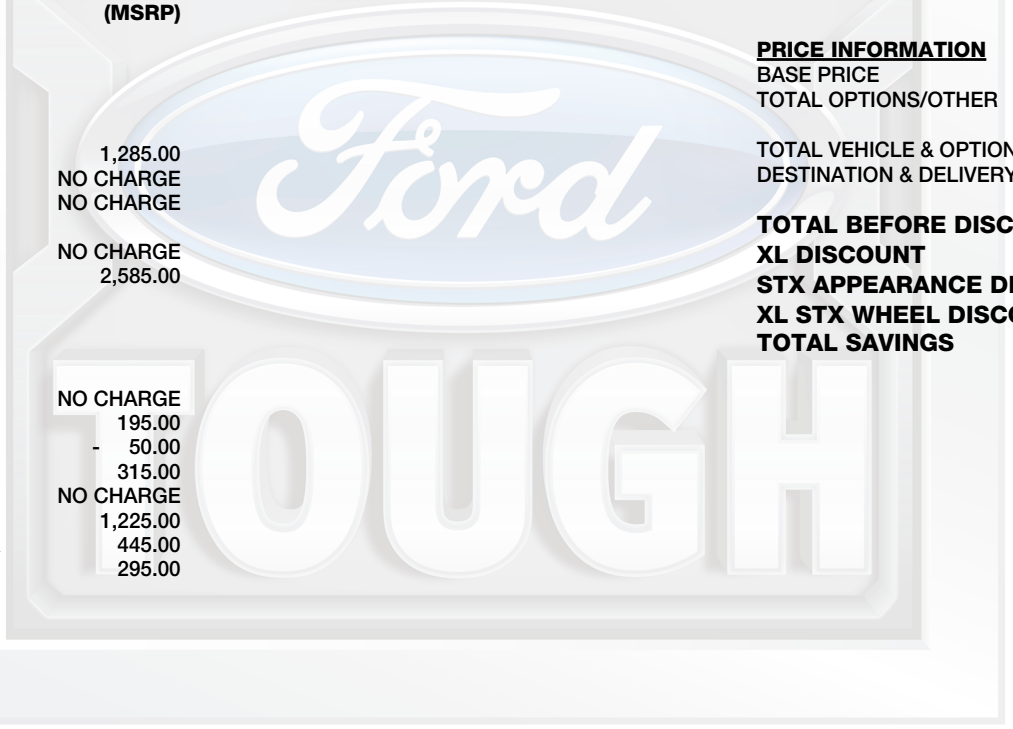 (MSRP)
1,285.00
NO CHARGE
NO CHARGE
NO CHARGE
2,585.00
NO CHARGE
195.00
- 50.00
315.00
NO CHARGE
1,225.00
445.00
295.00
Ford
TOUGH
PRICE INFORMATION
BASE PRICE
TOTAL OPTIONS/OTHER
TOTAL VEHICLE & OPTION
DESTINATION & DELIVERY
TOTAL BEFORE DISC
XL DISCOUNT
STX APPEARANCE DI
XL STX WHEEL DISCO
TOTAL SAVINGS